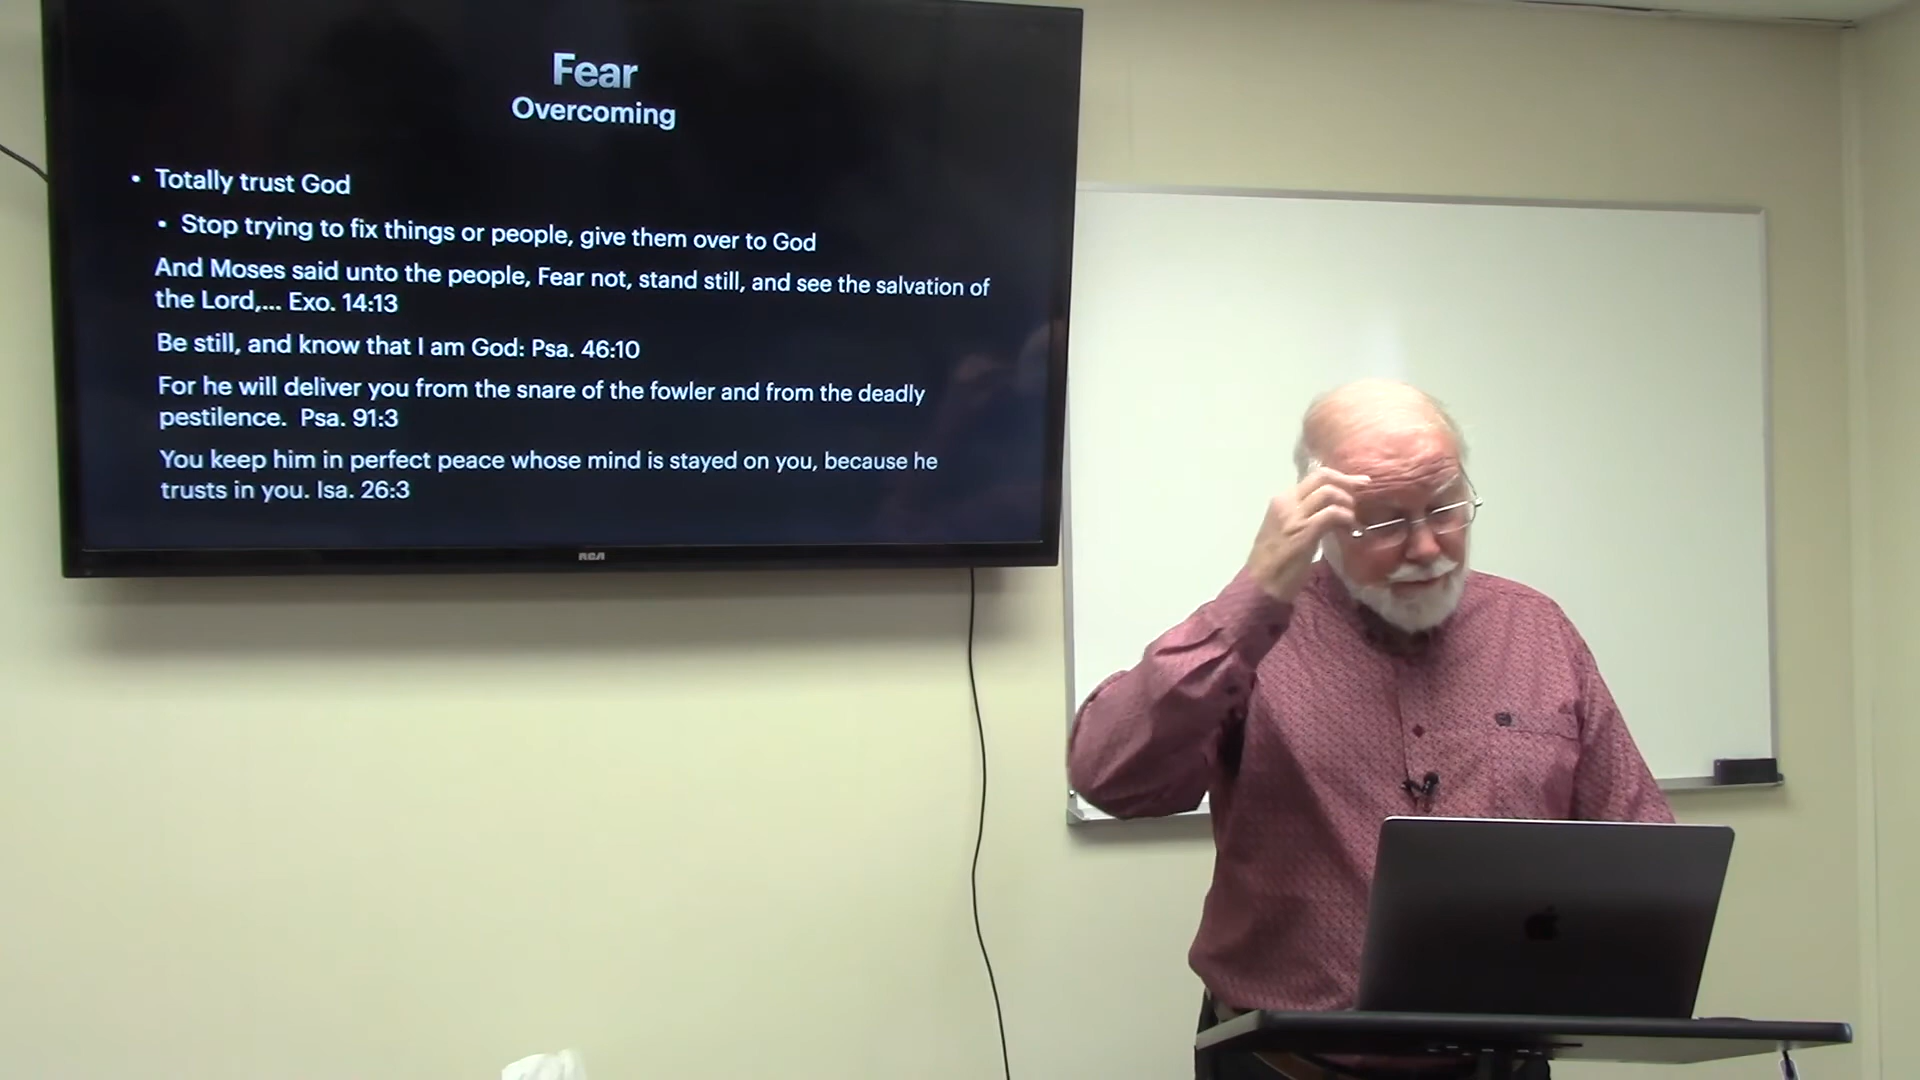 Fear
Overcoming
• Totally trust God
• Stop trying to fix things or people, give them over to God
And Moses said unto the people, Fear not, stand still, and see the salvation of
the Lord,... Exo. 14:13
Be still, and know that I am God: Psa. 46:10
For he will deliver you from the snare of the fowler and from the deadly
pestilence.  Psa. 91:3
You keep him in perfect peace whose mind is stayed on you, because he
trusts in you. Isa. 26:3
RCA